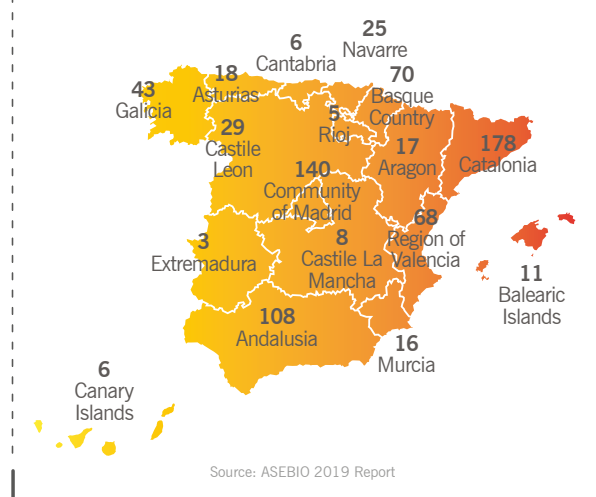 25
Navarre
6
Cantabria
70
Basque
Country
18
Asturias
43
Galicia
29
Castile
Leon
5
Rioj
17
Aragon
178
Catalonia
140
Community
of Madrid
68
Region of
Valencia
3
Extremadura
8
Castile La
Mancha
11
Balearic
Islands
108
Andalusia
16
Murcia
6
Canary
Islands
Source: ASEBIO 2019 Report